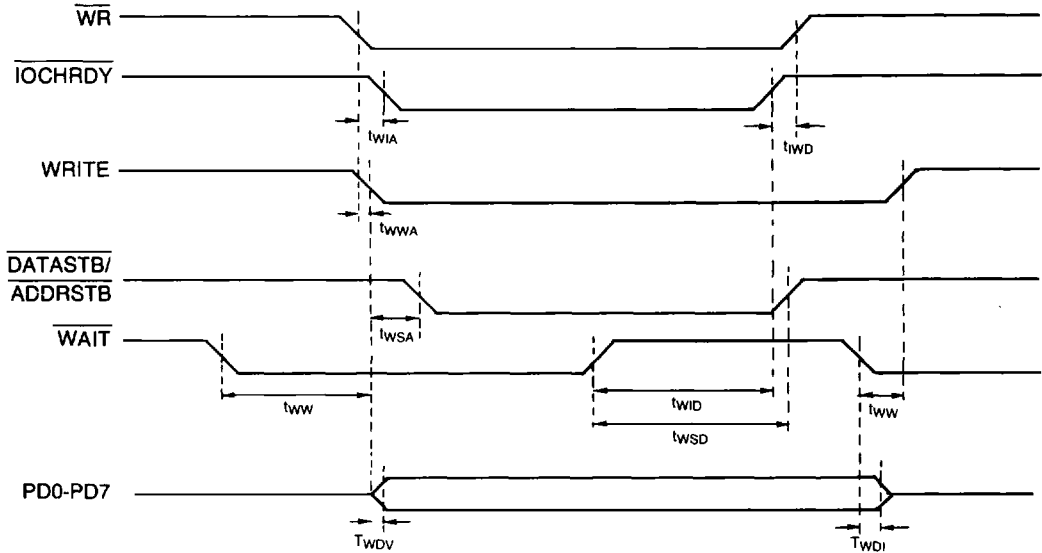 WR
IOCHRDY
tWIA
tIWD
WRITE
tWWA
DATASTB/
ADDRSTB
tWSA
WAIT
tWW
tWID
tWW
tWSD
PD0-PD7
TWDV
TWDI